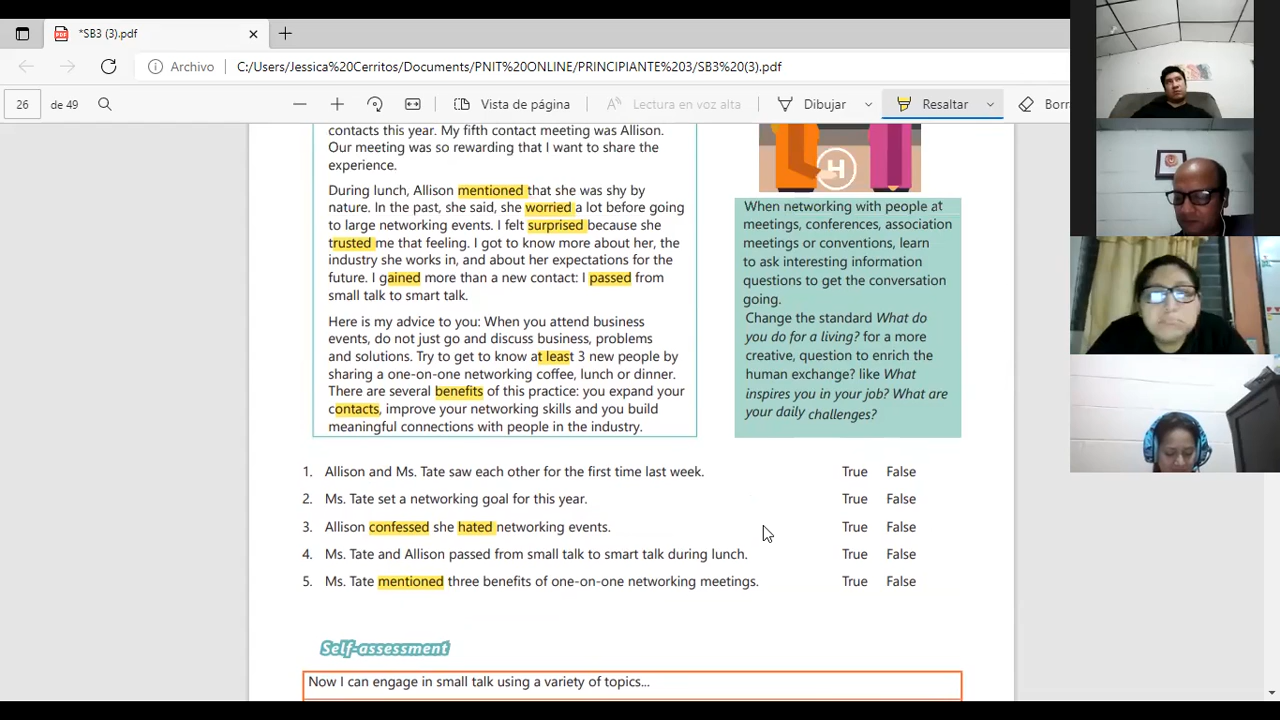 *SB3 (3).pdf
Archivo C:/Users/Jessica%20Cerritos/Documents/PNIT%20ONLINE/PRINCIPIANTE%203/SB3%20(3).pdf
26 de 49 Vista de página Lectura en voz alta Dibujar Resaltar Borr
contacts this year. My fifth contact meeting was Allison.
Our meeting was so rewarding that I want to share the
experience.
During lunch, Allison mentioned that she was shy by
nature. In the past, she said, she worried a lot before going
to large networking events. I felt surprised because she
trusted me that feeling. I got to know more about her, the
industry she works in, and about her expectations for the
future. I gained more than a new contact: I passed from
small talk to smart talk.
Here is my advice to you: When you attend business
events, do not just go and discuss business, problems
and solutions. Try to get to know at least 3 new people by
sharing a one-on-one networking coffee, lunch or dinner.
There are several benefits of this practice: you expand your
contacts, improve your networking skills and you build
meaningful connections with people in the industry.
H
When networking with people at
meetings, conferences, association
meetings or conventions, learn
to ask interesting information
questions to get the conversation
going.
Change the standard What do
you do for a living? for a more
creative, question to enrich the
human exchange? like What
inspires you in your job? What are
your daily challenges?
1. Allison and Ms. Tate saw each other for the first time last week. True False
2. Ms. Tate set a networking goal for this year. True False
3. Allison confessed she hated networking events. True False
4. Ms. Tate and Allison passed from small talk to smart talk during lunch. True False
5. Ms. Tate mentioned three benefits of one-on-one networking meetings. True False
Self-assessment
Now I can engage in small talk using a variety of topics...